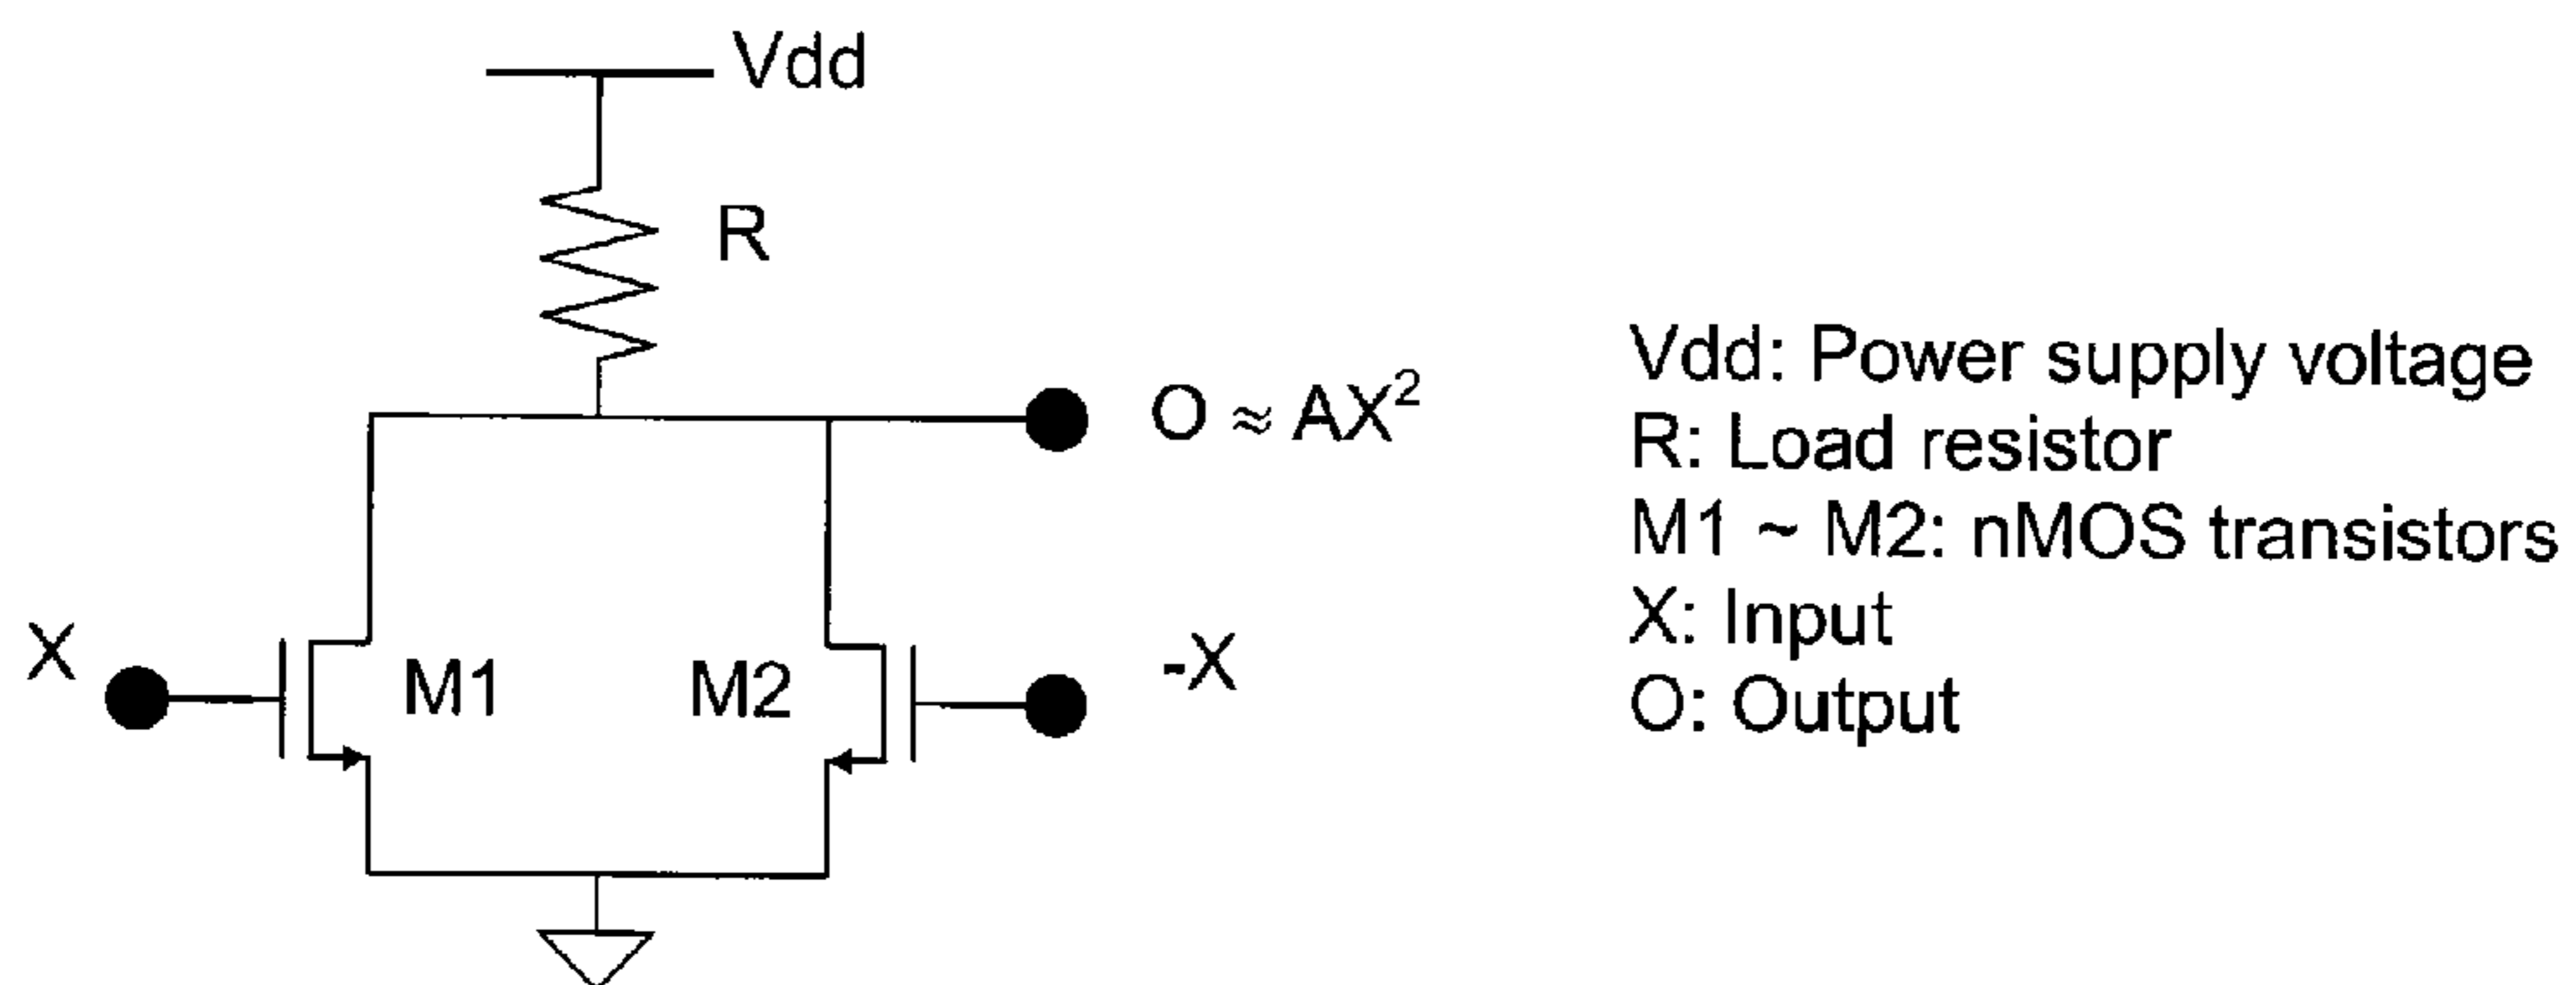 Vdd
R
O ≈ AX²
X
M1
M2
-X
Vdd: Power supply voltage
R: Load resistor
M1 ~ M2: nMOS transistors
X: Input
O: Output